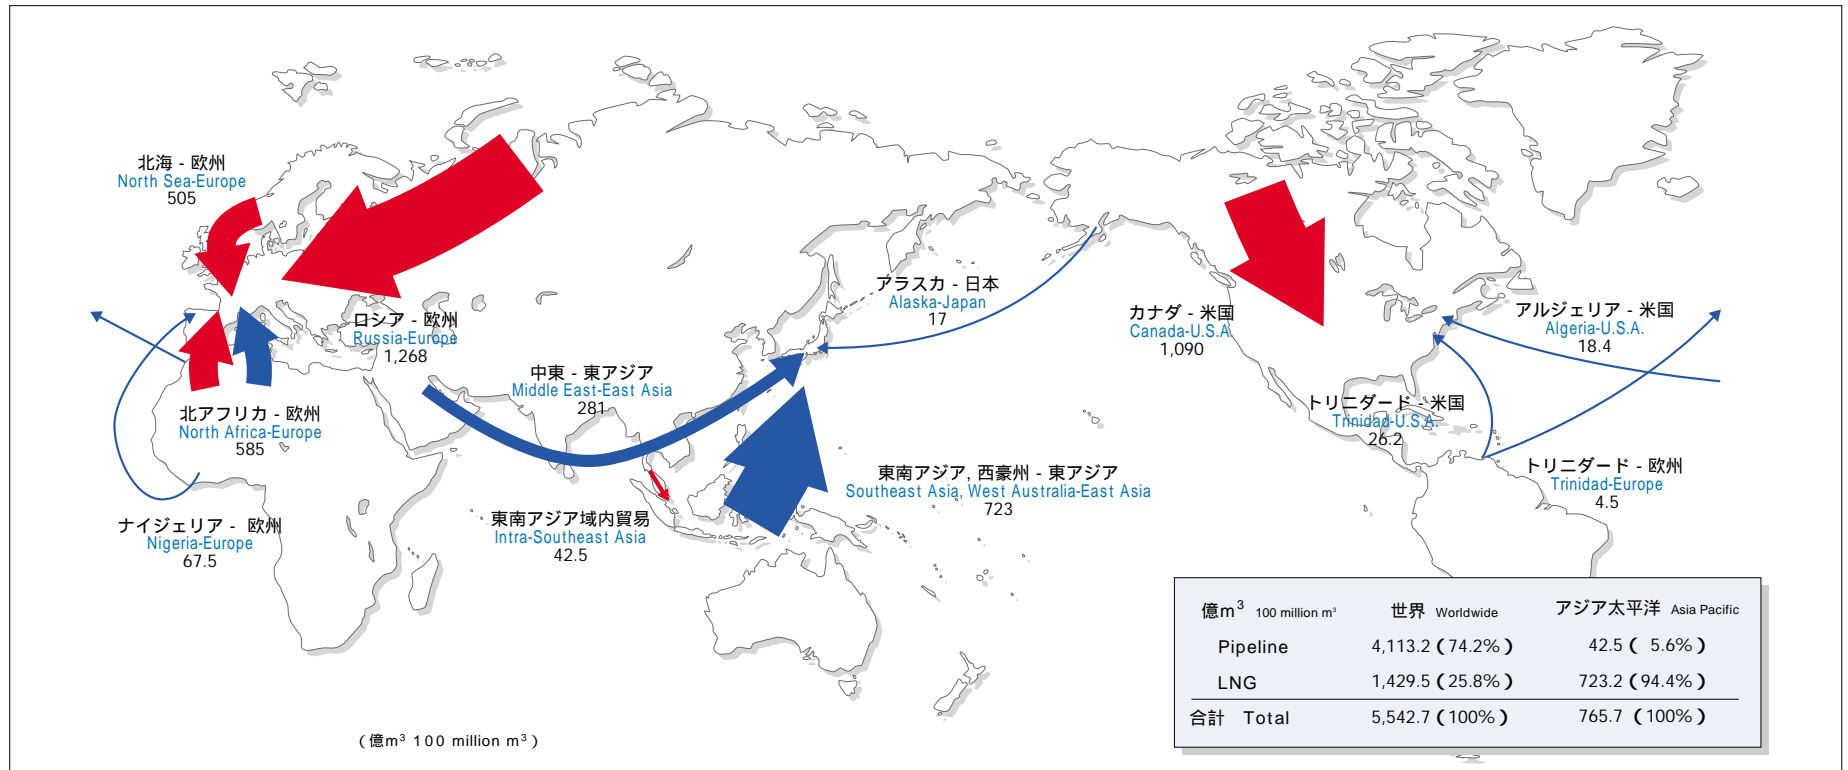 北海 - 欧州
North Sea-Europe
505
ロシア - 欧州
Russia-Europe
1,268
北アフリカ - 欧州
North Africa-Europe
585
ナイジェリア - 欧州
Nigeria-Europe
67.5
中東 - 東アジア
Middle East-East Asia
281
東南アジア域内貿易
Intra-Southeast Asia
42.5
アラスカ - 日本
Alaska-Japan
17
東南アジア, 西豪州 - 東アジア
Southeast Asia, West Australia-East Asia
723
カナダ - 米国
Canada-U.S.A.
1,090
アルジェリア - 米国
Algeria-U.S.A.
18.4
トリニダード - 米国
Trinidad-U.S.A.
26.2
トリニダード - 欧州
Trinidad-Europe
4.5
億m³ 100 million m³ 世界 Worldwide アジア太平洋 Asia Pacific
Pipeline 4,113.2 (74.2%) 42.5 ( 5.6%)
LNG 1,429.5 (25.8%) 723.2 (94.4%)
合計 Total 5,542.7 (100%) 765.7 (100%)
(億m³ 100 million m³)